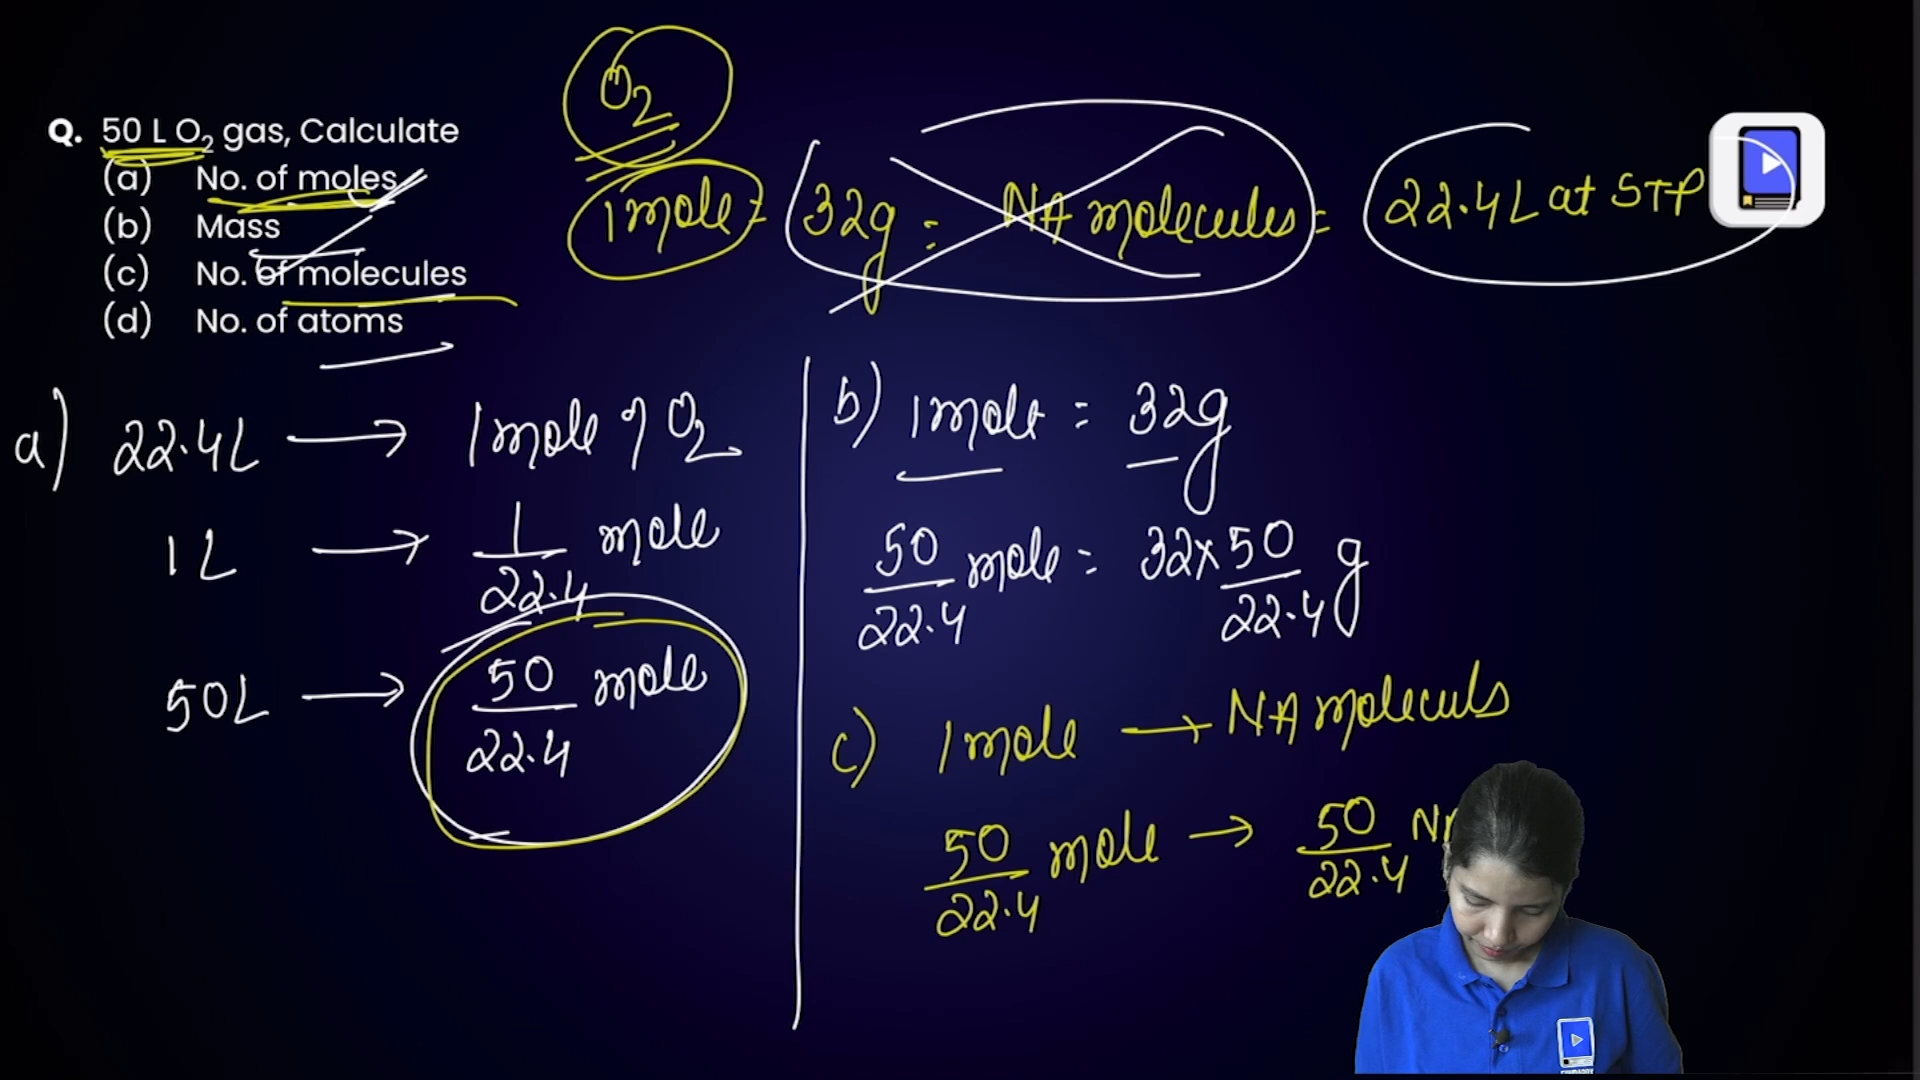 Q. 50 L O₂ gas, Calculate
(a) No. of moles
(b) Mass
(c) No. of molecules
(d) No. of atoms
O₂
1 mole = 32g = NA molecules = 22.4L at STP
a) 22.4L → 1 mole of O₂
1L → 1/22.4 mole
50L → 50/22.4 mole
b) 1 mole = 32g
50/22.4 mole = 32 × 50/22.4 g
c) 1 mole → NA moleculs
50/22.4 mole → 50/22.4